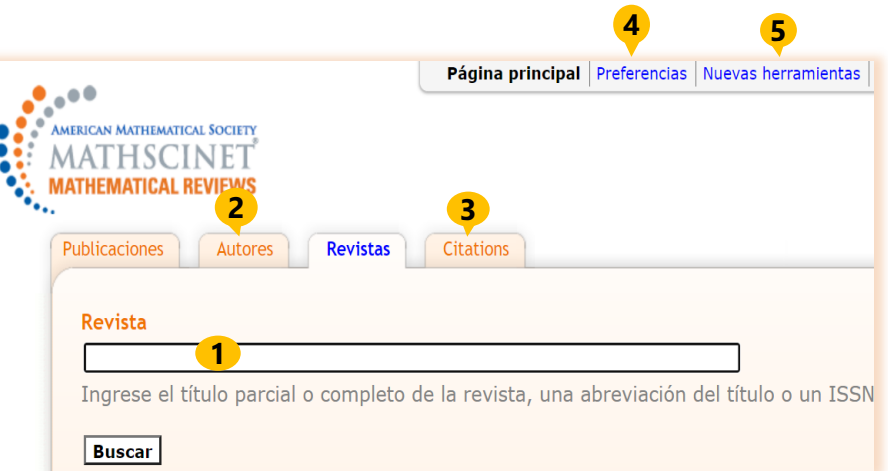 4
5
Página principal | Preferencias | Nuevas herramientas |
AMERICAN MATHEMATICAL SOCIETY
MATHSCINET®
MATHEMATICAL REVIEWS
2
3
Publicaciones Autores Revistas Citations
Revista
1
Ingrese el título parcial o completo de la revista, una abreviación del título o un ISSN
Buscar